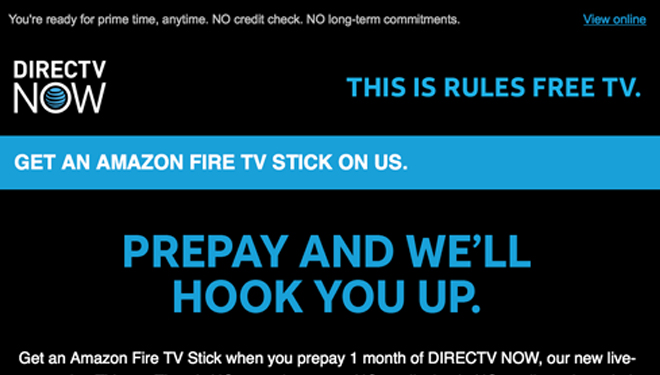 You're ready for prime time, anytime. NO credit check. NO long-term commitments.
View online
DIRECTV
NOW
THIS IS RULES FREE TV.
GET AN AMAZON FIRE TV STICK ON US.
PREPAY AND WE'LL
HOOK YOU UP.
Get an Amazon Fire TV Stick when you prepay 1 month of DIRECTV NOW, our new live-